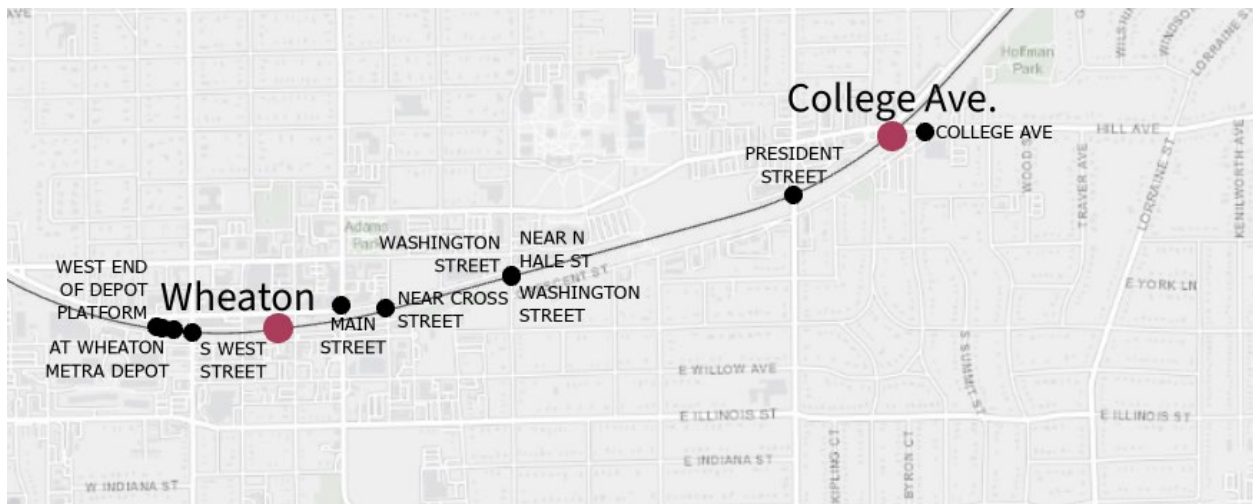 AVE
Hoffman
Park
LORRAINE ST
College Ave.
COLLEGE AVE
HILL AVE
PRESIDENT
STREET
WOOD S
TRAVER AVE
LORRAINE ST
KENILWORTH AVE
Adams
Park
WASHINGTON
STREET
NEAR N
HALE ST
WEST END
OF DEPOT
PLATFORM
Wheaton
NEAR CROSS
STREET
WASHINGTON
STREET
E YORK LN
MAIN
STREET
AT WHEATON
METRA DEPOT
S WEST
STREET
E WILLOW AVE
S SUMMIT ST
E ILLINOIS ST
E ILLINOIS ST
E INDIANA ST
KIPLING CT
BYRON CT
W INDIANA ST